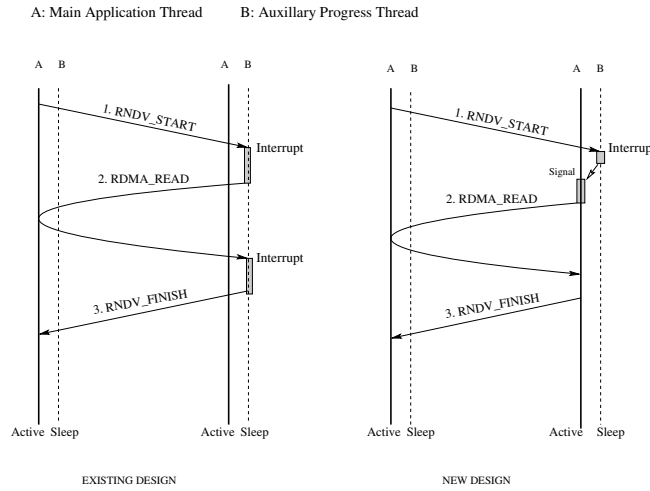 A: Main Application Thread B: Auxillary Progress Thread
A B A B
1. RNDV_START
Interrupt
2. RDMA_READ
Interrupt
3. RNDV_FINISH
Active Sleep Active Sleep
EXISTING DESIGN
A B A B
1. RNDV_START
Interrupt
Signal
2. RDMA_READ
3. RNDV_FINISH
Active Sleep Active Sleep
NEW DESIGN